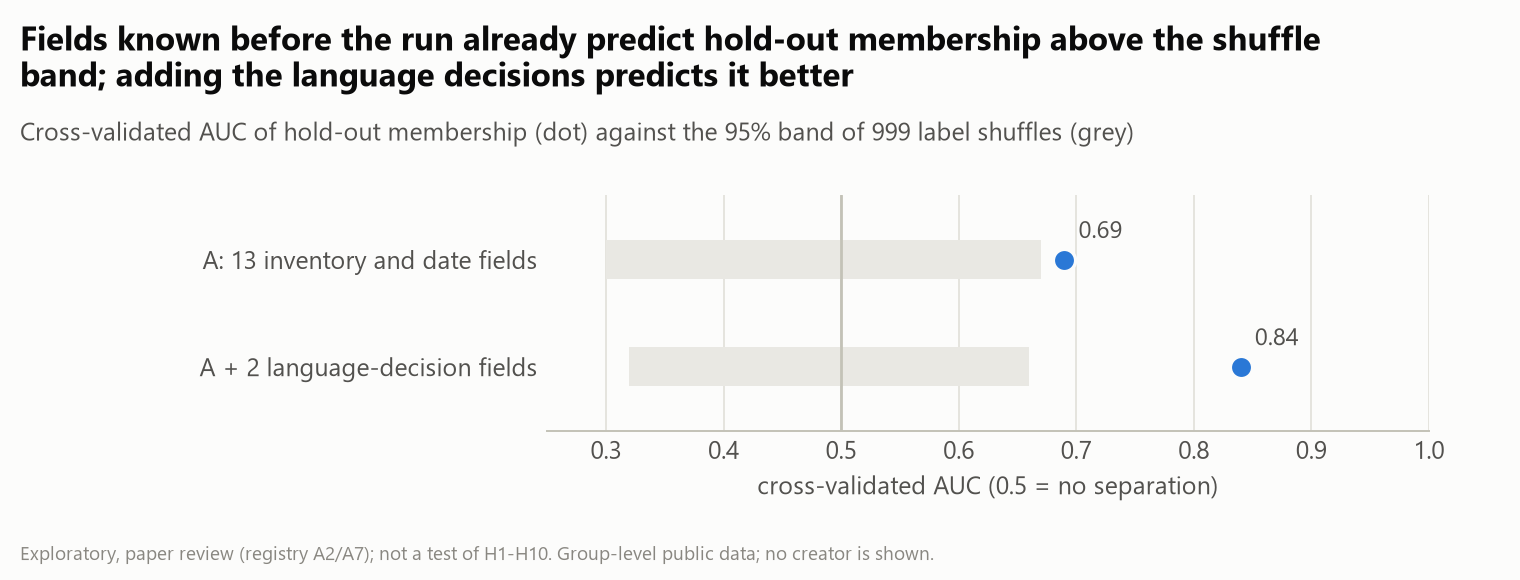 Fields known before the run already predict hold-out membership above the shuffle
band; adding the language decisions predicts it better
Cross-validated AUC of hold-out membership (dot) against the 95% band of 999 label shuffles (grey)
0.69
A: 13 inventory and date fields
0.84
A + 2 language-decision fields
0.3 0.4 0.5 0.6 0.7 0.8 0.9 1.0
cross-validated AUC (0.5 = no separation)
Exploratory, paper review (registry A2/A7); not a test of H1-H10. Group-level public data; no creator is shown.